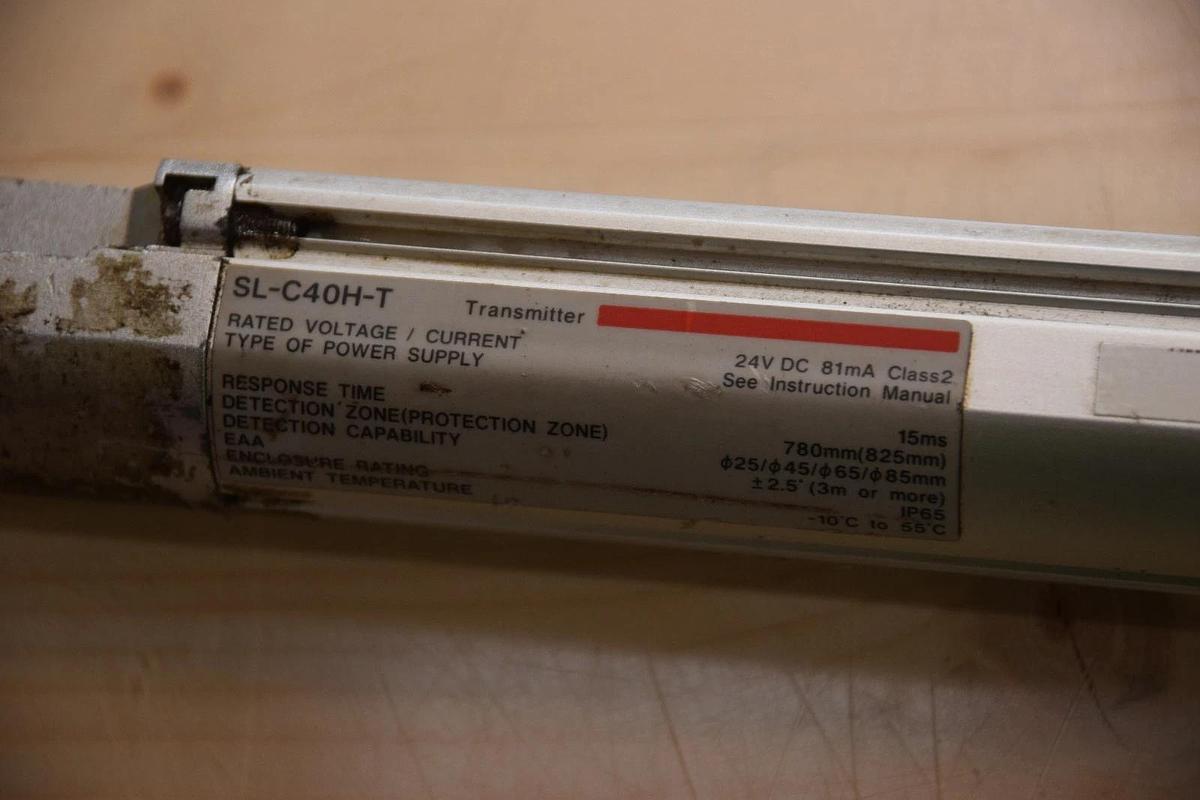 SL-C40H-T Transmitter
RATED VOLTAGE / CURRENT 24V DC 81mA Class2
TYPE OF POWER SUPPLY See Instruction Manual
RESPONSE TIME 15ms
DETECTION ZONE(PROTECTION ZONE) 780mm(825mm)
DETECTION CAPABILITY ϕ25/ϕ45/ϕ65/ϕ85mm
EAA ±2.5° (3m or more)
ENCLOSURE RATING IP65
AMBIENT TEMPERATURE -10°C to 55°C